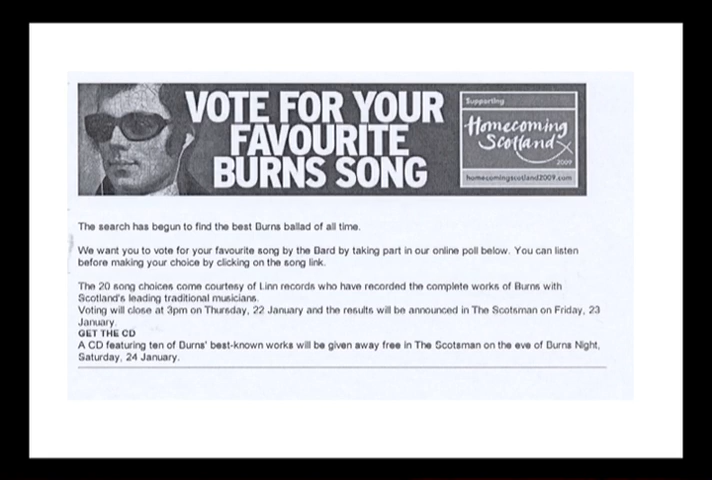 VOTE FOR YOUR
FAVOURITE
BURNS SONG
Supporting
Homecoming
Scotland
2009
homecomingscotland2009.com
The search has begun to find the best Burns ballad of all time.
We want you to vote for your favourite song by the Bard by taking part in our online poll below. You can listen
before making your choice by clicking on the song link.
The 20 song choices come courtesy of Linn records who have recorded the complete works of Burns with
Scotland's leading traditional musicians.
Voting will close at 3pm on Thursday, 22 January and the results will be announced in The Scotsman on Friday, 23
January.
GET THE CD
A CD featuring ten of Burns' best-known works will be given away free in The Scotsman on the eve of Burns Night,
Saturday, 24 January.